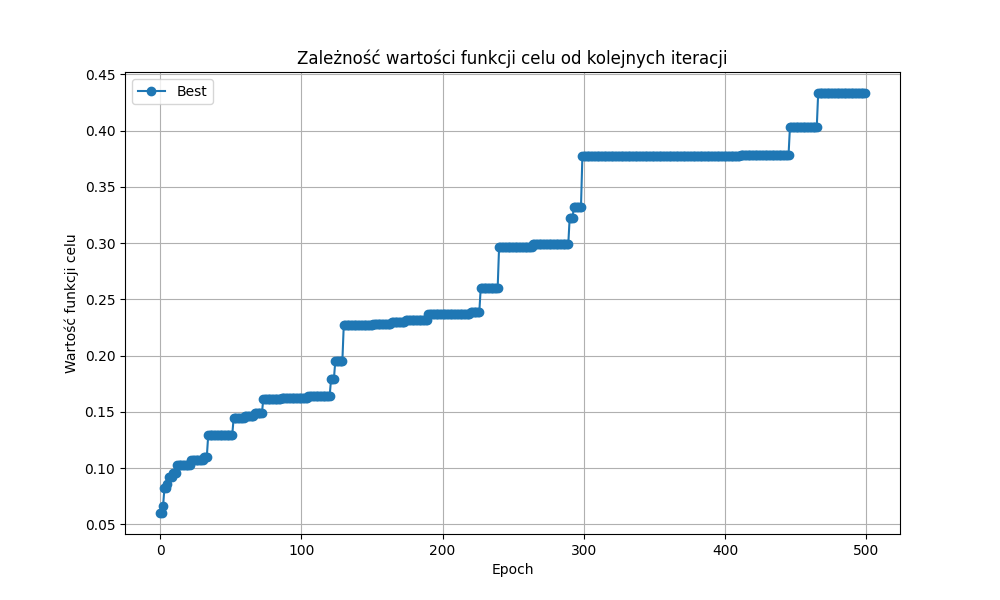 Zależność wartości funkcji celu od kolejnych iteracji
Best
Wartość funkcji celu
0.45
0.40
0.35
0.30
0.25
0.20
0.15
0.10
0.05
0 100 200 300 400 500
Epoch